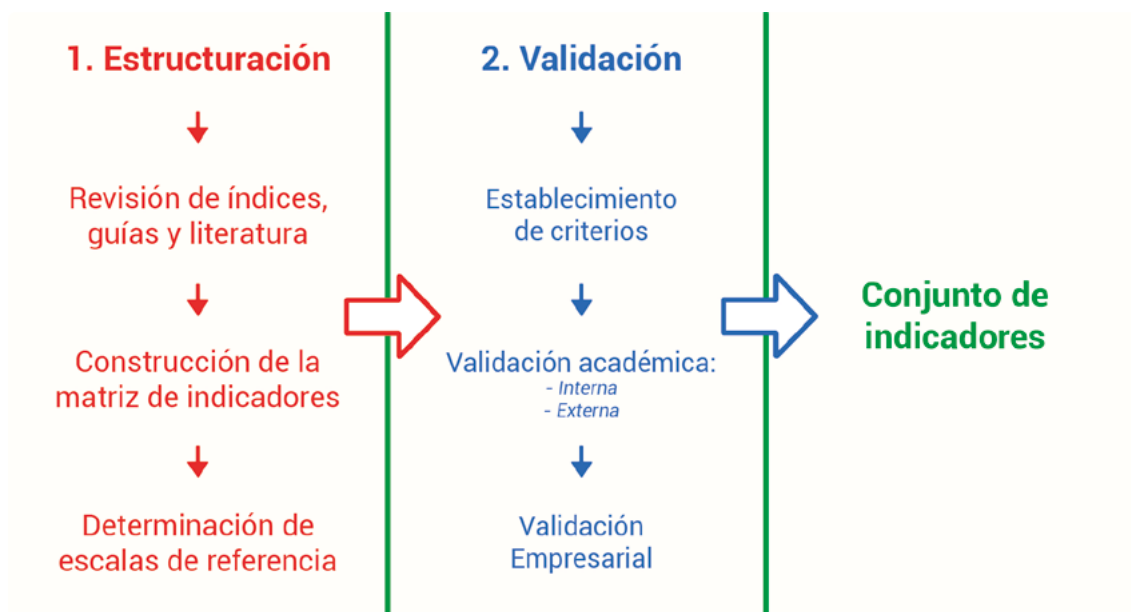 1. Estructuración
Revisión de índices,
guías y literatura
Construcción de la
matriz de indicadores
Determinación de
escalas de referencia
2. Validación
Establecimiento
de criterios
Validación académica:
- Interna
- Externa
Validación
Empresarial
Conjunto de
indicadores